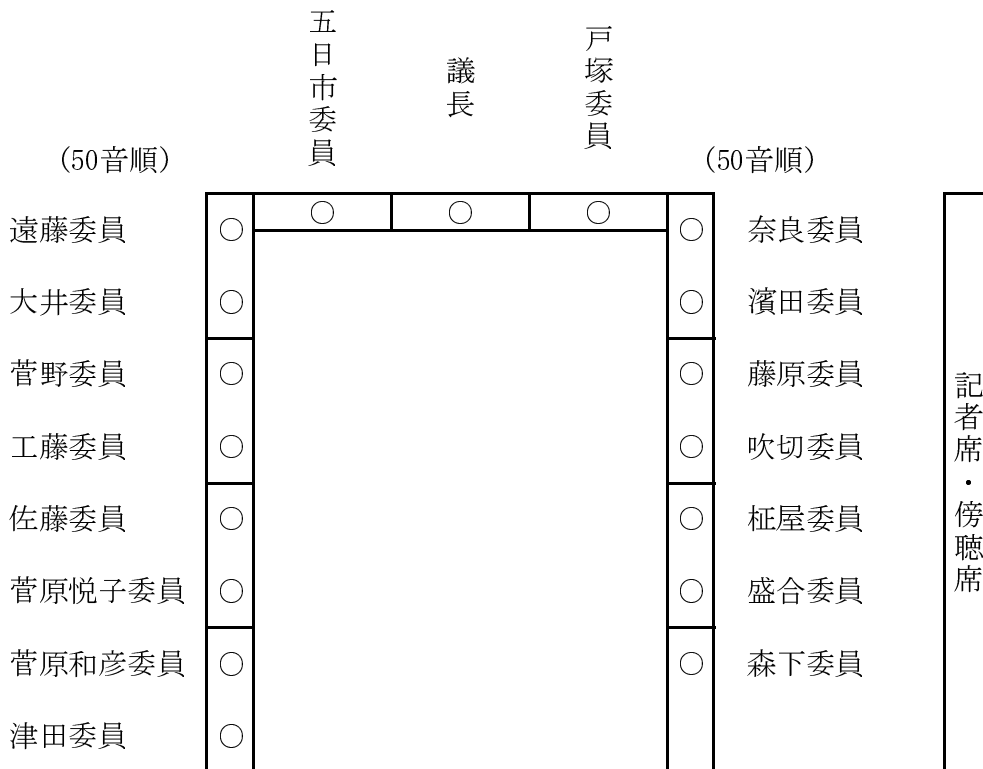 五日市委員
議長
戸塚委員
(50音順)
(50音順)
遠藤委員
大井委員
菅野委員
工藤委員
佐藤委員
菅原悦子委員
菅原和彦委員
津田委員
奈良委員
濱田委員
藤原委員
吹切委員
柾屋委員
盛合委員
森下委員
記者席・傍聴席